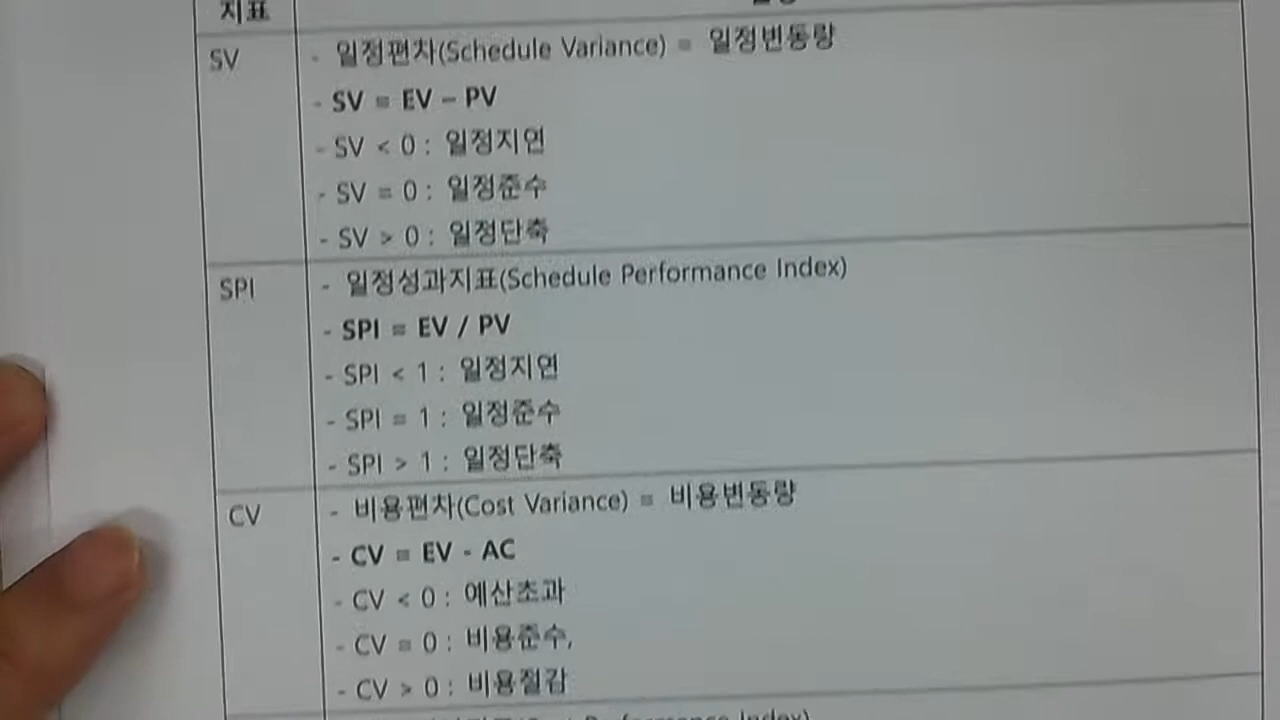 지표
SV
- 일정편차(Schedule Variance) = 일정변동량
- SV = EV – PV
- SV < 0 : 일정지연
- SV = 0 : 일정준수
- SV > 0 : 일정단축
SPI
- 일정성과지표(Schedule Performance Index)
- SPI = EV / PV
- SPI < 1 : 일정지연
- SPI = 1 : 일정준수
- SPI > 1 : 일정단축
CV
- 비용편차(Cost Variance) = 비용변동량
- CV = EV - AC
- CV < 0 : 예산초과
- CV = 0 : 비용준수,
- CV > 0 : 비용절감
Performance Index)